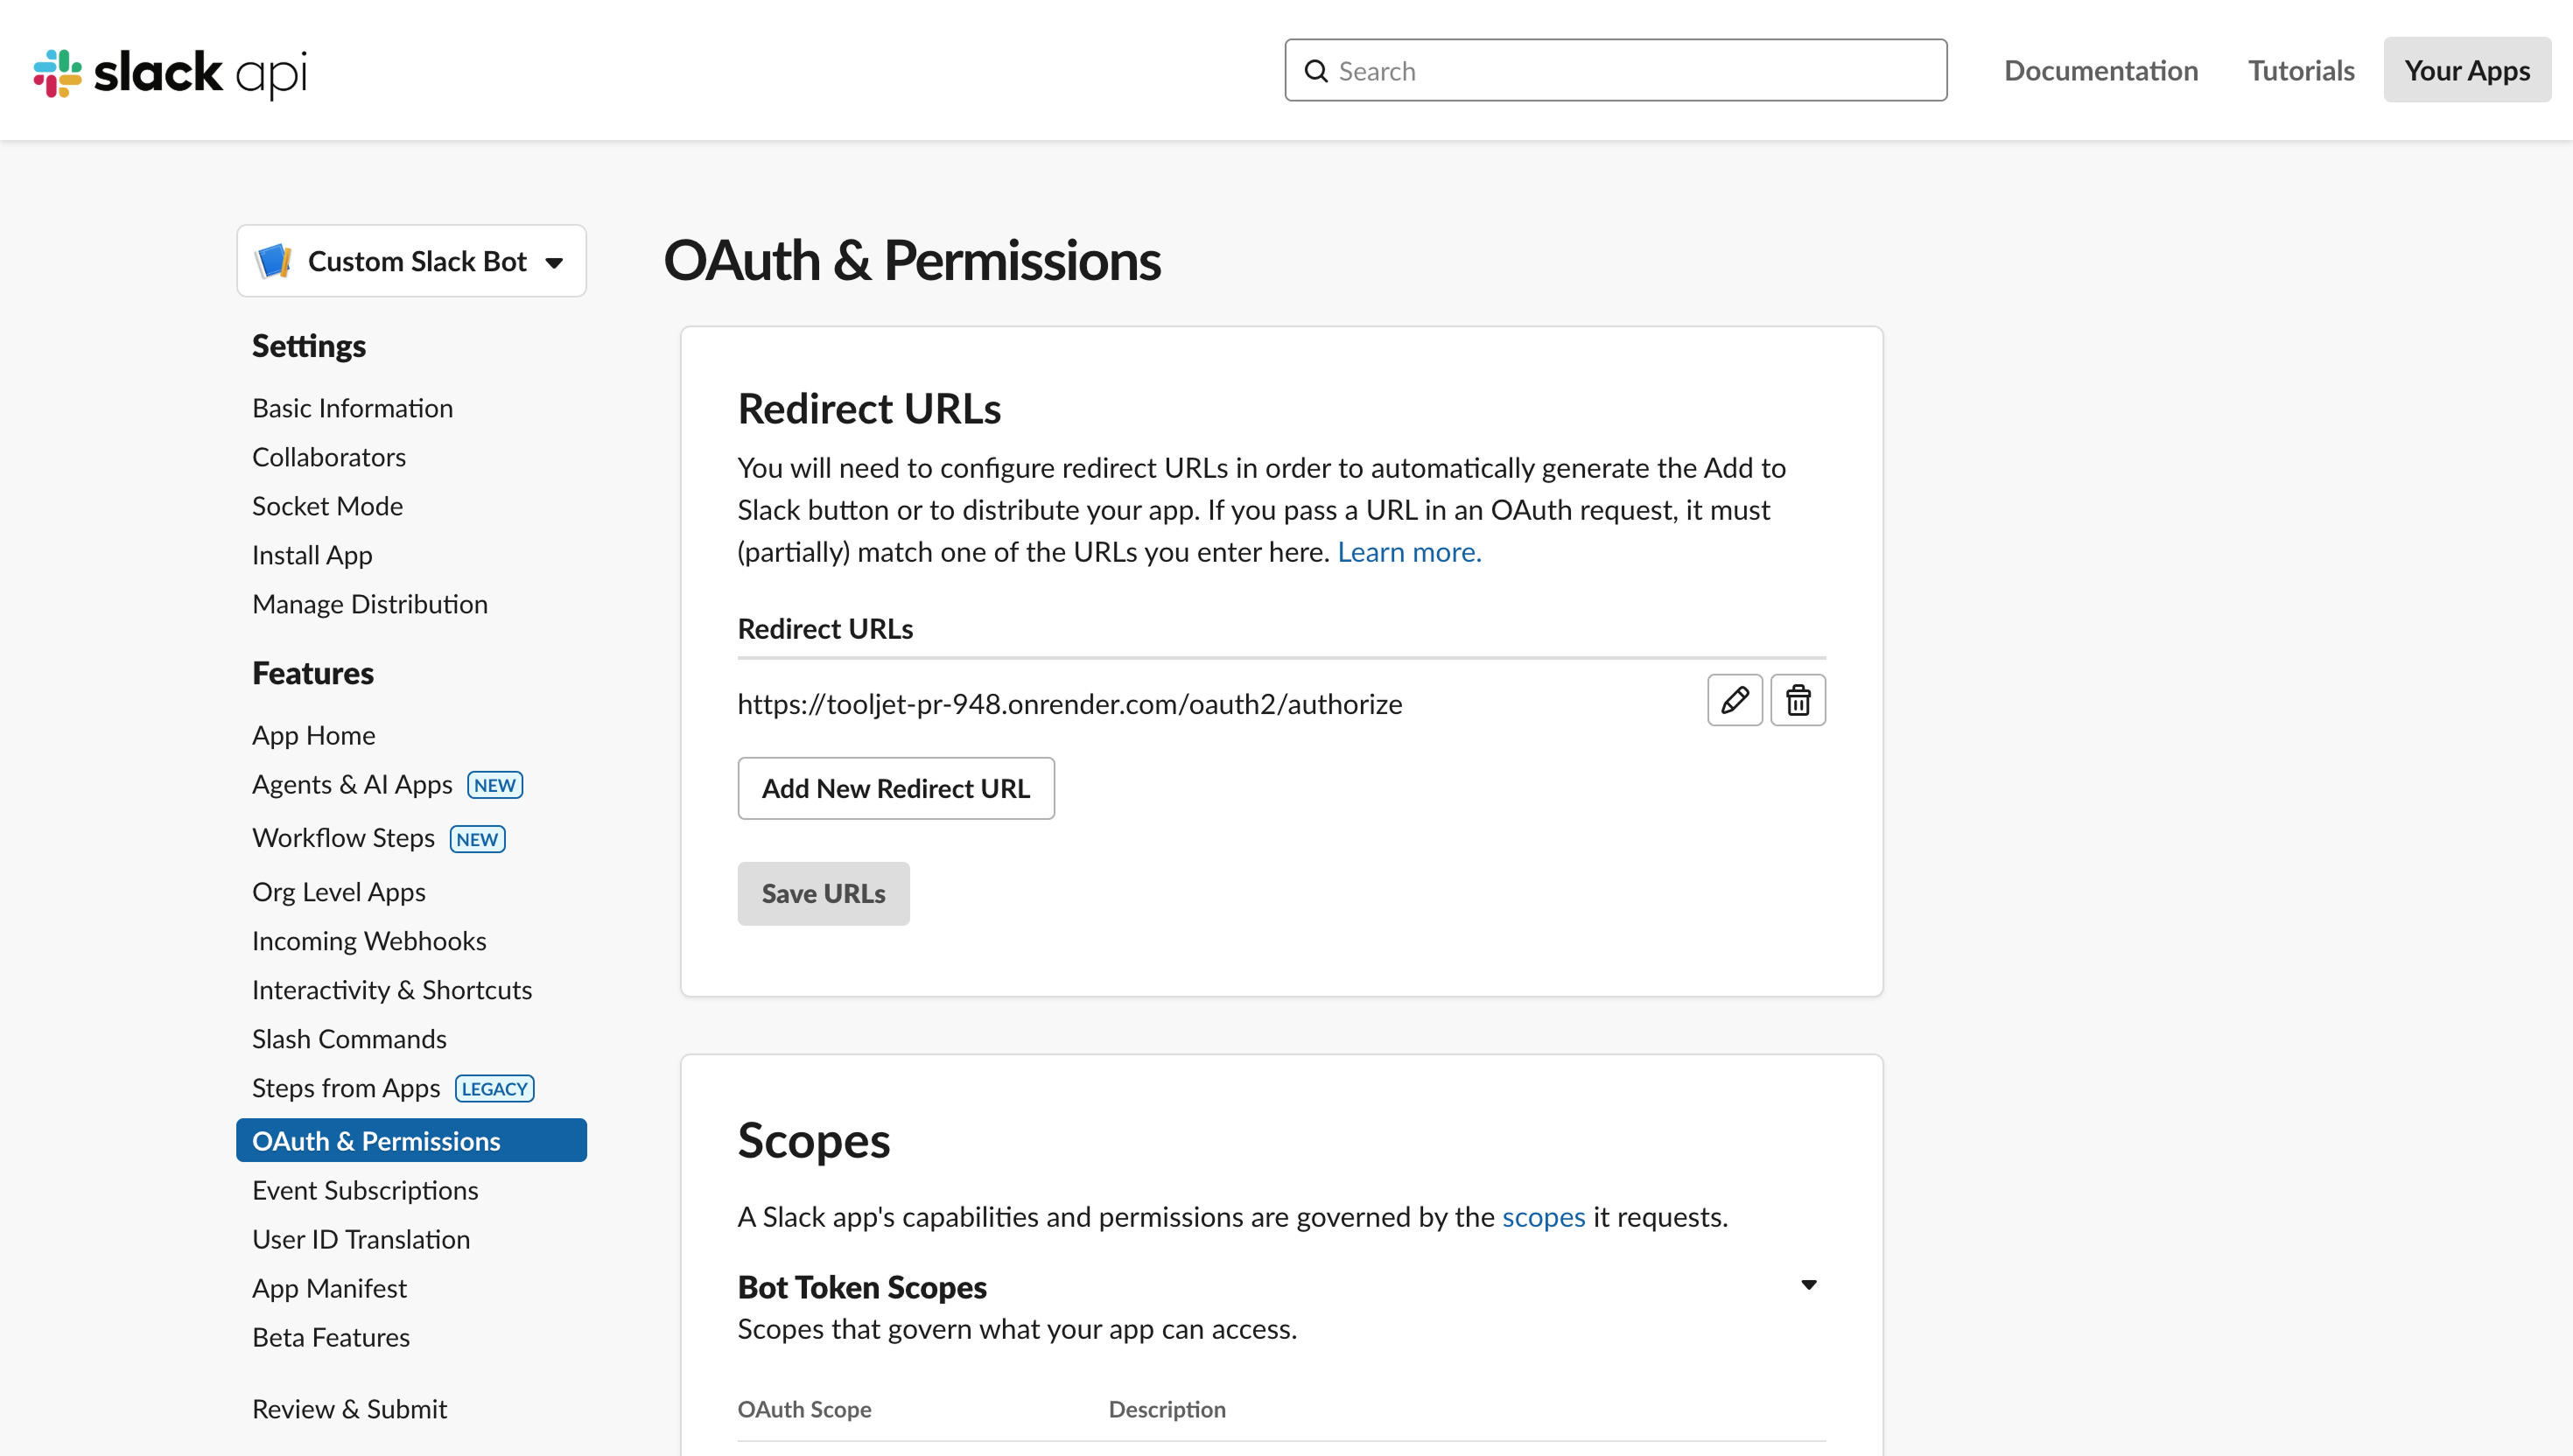 slack api
Search
Documentation
Tutorials
Your Apps
Custom Slack Bot
Settings
Basic Information
Collaborators
Socket Mode
Install App
Manage Distribution
Features
App Home
Agents & AI Apps NEW
Workflow Steps NEW
Org Level Apps
Incoming Webhooks
Interactivity & Shortcuts
Slash Commands
Steps from Apps LEGACY
OAuth & Permissions
Event Subscriptions
User ID Translation
App Manifest
Beta Features
Review & Submit
OAuth & Permissions
Redirect URLs
You will need to configure redirect URLs in order to automatically generate the Add to
Slack button or to distribute your app. If you pass a URL in an OAuth request, it must
(partially) match one of the URLs you enter here. Learn more.
Redirect URLs
https://tooljet-pr-948.onrender.com/oauth2/authorize
Add New Redirect URL
Save URLs
Scopes
A Slack app's capabilities and permissions are governed by the scopes it requests.
Bot Token Scopes
Scopes that govern what your app can access.
OAuth Scope
Description